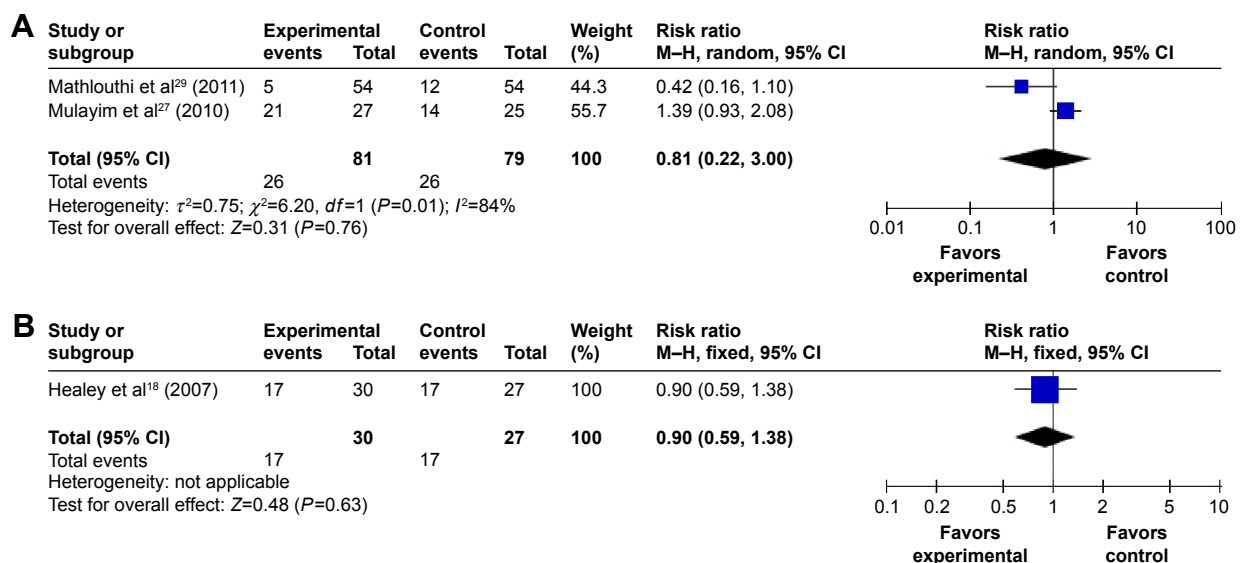 A
Study or Experimental Control Weight Risk ratio Risk ratio
subgroup events Total events Total (%) M–H, random, 95% CI M–H, random, 95% CI
Mathlouthi et al²⁹ (2011) 5 54 12 54 44.3 0.42 (0.16, 1.10)
Mulayim et al²⁷ (2010) 21 27 14 25 55.7 1.39 (0.93, 2.08)
Total (95% CI) 81 79 100 0.81 (0.22, 3.00)
Total events 26 26
Heterogeneity: τ²=0.75; χ²=6.20, df=1 (P=0.01); I²=84%
Test for overall effect: Z=0.31 (P=0.76)
0.01 0.1 1 10 100
Favors Favors
experimental control
B
Study or Experimental Control Weight Risk ratio Risk ratio
subgroup events Total events Total (%) M–H, fixed, 95% CI M–H, fixed, 95% CI
Healey et al¹⁸ (2007) 17 30 17 27 100 0.90 (0.59, 1.38)
Total (95% CI) 30 27 100 0.90 (0.59, 1.38)
Total events 17 17
Heterogeneity: not applicable
Test for overall effect: Z=0.48 (P=0.63)
0.1 0.2 0.5 1 2 5 10
Favors Favors
experimental control